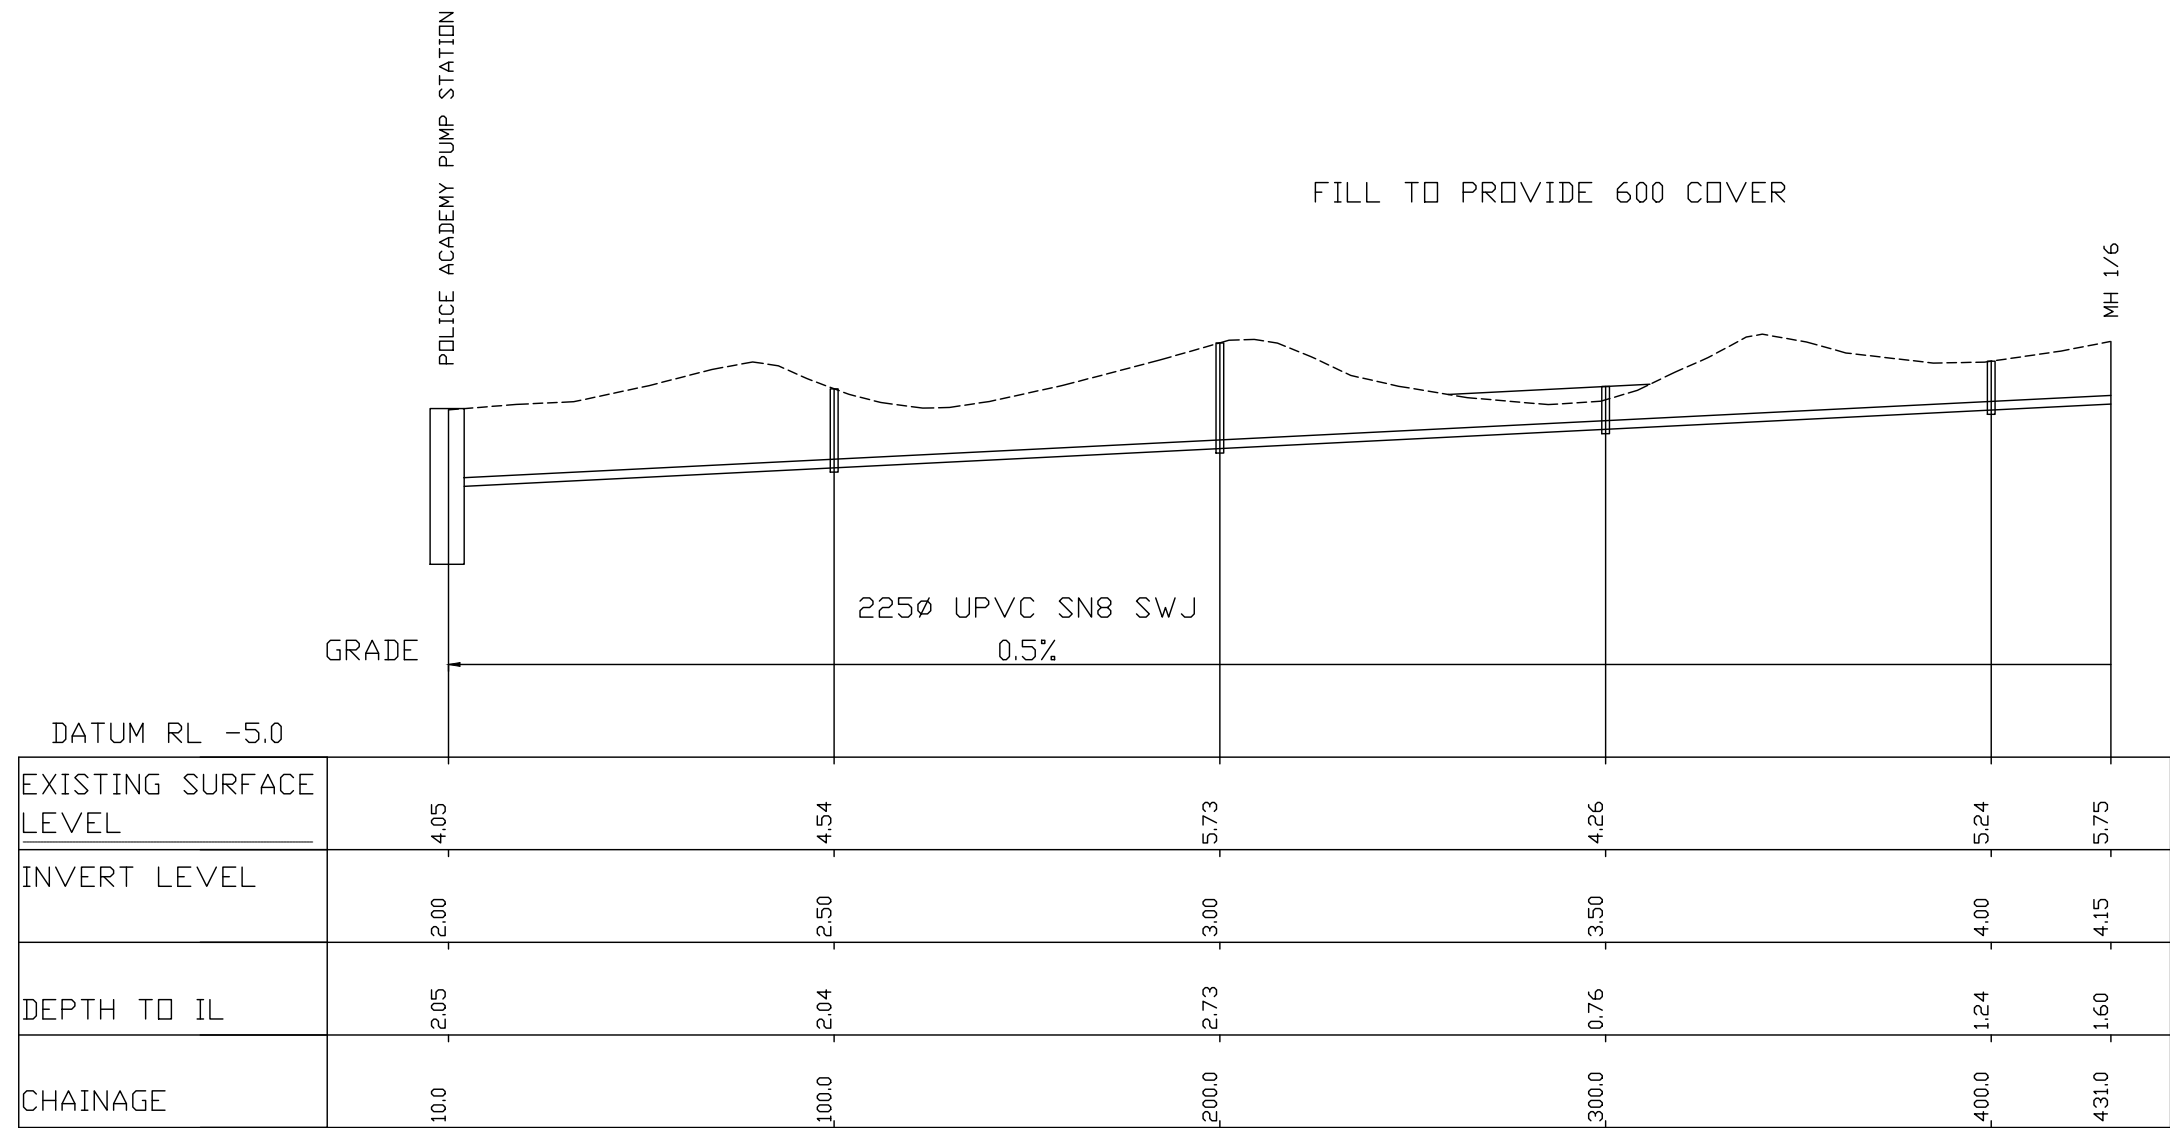 POLICE ACADEMY PUMP STATION
FILL TO PROVIDE 600 COVER
MH 1/6
225Ø UPVC SN8 SWJ
GRADE 0.5%
DATUM RL -5.0
EXISTING SURFACE
LEVEL 4.05 4.54 5.73 4.26 5.24 5.75
INVERT LEVEL 2.00 2.50 3.00 3.50 4.00 4.15
DEPTH TO IL 2.05 2.04 2.73 0.76 1.24 1.60
CHAINAGE 10.0 100.0 200.0 300.0 400.0 431.0